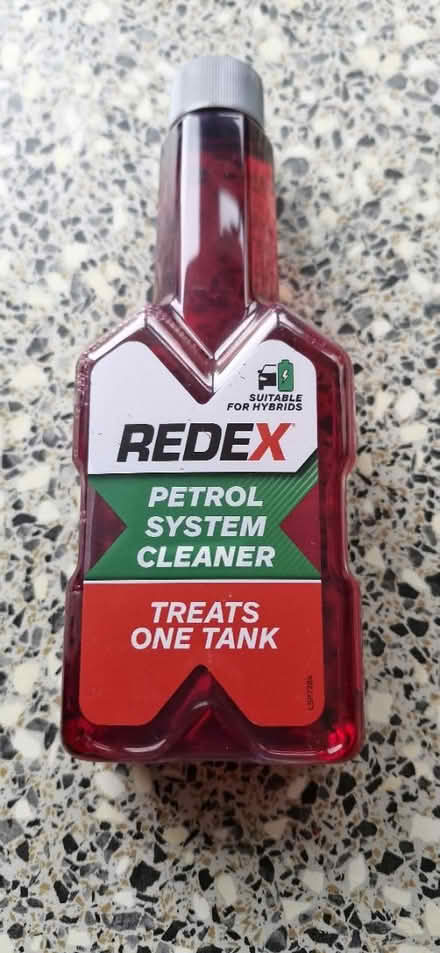 SUITABLE
FOR HYBRIDS
REDEX
PETROL
SYSTEM
CLEANER
TREATS
ONE TANK